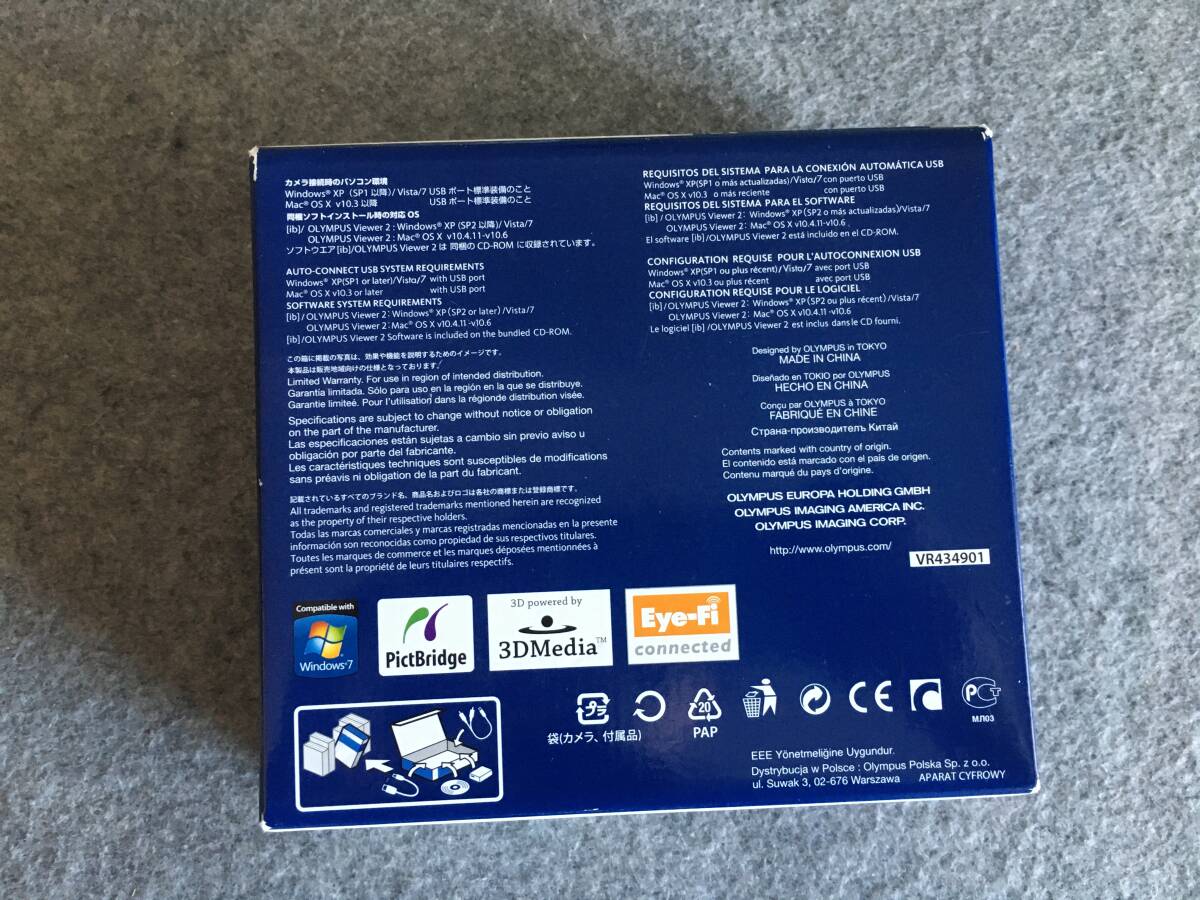 カメラ接続時のパソコン環境
Windows® XP (SP1 以降)/ Vista/7 USB ポート標準装備のこと
Mac® OS X v10.3 以降 USB ポート標準装備のこと
同梱ソフトインストール時の対応 OS
[ib]/ OLYMPUS Viewer 2 : Windows® XP (SP2 以降)/ Vista/7
OLYMPUS Viewer 2 : Mac® OS X v10.4.11-v10.6
ソフトウエア [ib]/OLYMPUS Viewer 2 は 同梱の CD-ROM に収録されています。
AUTO-CONNECT USB SYSTEM REQUIREMENTS
Windows® XP(SP1 or later)/Vista/7 with USB port
Mac® OS X v10.3 or later with USB port
SOFTWARE SYSTEM REQUIREMENTS
[ib] / OLYMPUS Viewer 2: Windows® XP (SP2 or later) /Vista/7
OLYMPUS Viewer 2: Mac® OS X v10.4.11-v10.6
[ib] /OLYMPUS Viewer 2 Software is included on the bundled CD-ROM.
この箱に掲載の写真は、効果や機能を説明するためのイメージです。
本製品は販売地域向けの仕様となっております。
Limited Warranty. For use in region of intended distribution.
Garantía limitada. Sólo para uso en la región en la que se distribuye.
Garantie limiteé. Pour l'utilisation dans la régionde distribution visée.
Specifications are subject to change without notice or obligation
on the part of the manufacturer.
Las especificaciones están sujetas a cambio sin previo aviso u
obligación por parte del fabricante.
Les caractéristiques techniques sont susceptibles de modifications
sans préavis ni obligation de la part du fabricant.
記載されているすべてのブランド名、商品名およびロゴは各社の商標または登録商標です。
All trademarks and registered trademarks mentioned herein are recognized
as the property of their respective holders.
Todas las marcas comerciales y marcas registradas mencionadas en la presente
información son reconocidas como propiedad de sus respectivos titulares.
Toutes les marques de commerce et les marques déposées mentionnées à
présent sont la propriété de leurs titulaires respectifs.
REQUISITOS DEL SISTEMA PARA LA CONEXIÓN AUTOMÁTICA USB
Windows® XP(SP1 o más actualizadas)/Vista/7 con puerto USB
Mac® OS X v10.3 o más reciente con puerto USB
REQUISITOS DEL SISTEMA PARA EL SOFTWARE
[ib] / OLYMPUS Viewer 2: Windows® XP (SP2 o más actualizadas)/Vista/7
OLYMPUS Viewer 2: Mac® OS X v10.4.11-v10.6
El software [ib] /OLYMPUS Viewer 2 está incluido en el CD-ROM.
CONFIGURATION REQUISE POUR L'AUTOCONNEXION USB
Windows® XP(SP1 ou plus récent) /Vista/7 avec port USB
Mac® OS X v10.3 ou plus récent avec port USB
CONFIGURATION REQUISE POUR LE LOGICIEL
[ib] /OLYMPUS Viewer 2: Windows® XP (SP2 ou plus récent) /Vista/7
OLYMPUS Viewer 2: Mac® OS X v10.4.11-v10.6
Le logiciel [ib] /OLYMPUS Viewer 2 est inclus dans le CD fourni.
Designed by OLYMPUS in TOKYO
MADE IN CHINA
Diseñado en TOKIO por OLYMPUS
HECHO EN CHINA
Conçu par OLYMPUS à TOKYO
FABRIQUÉ EN CHINE
Страна-производителъ Китай
Contents marked with country of origin.
El contenido está marcado con el país de origen.
Contenu marqué du pays d'origine.
OLYMPUS EUROPA HOLDING GMBH
OLYMPUS IMAGING AMERICA INC.
OLYMPUS IMAGING CORP.
http://www.olympus.com/
VR434901
Compatible with
Windows®7
PictBridge
3D powered by
3DMedia™
Eye-Fi
connected
プラ
袋(カメラ、付属品)
20
PAP
CE
РСТ
МЛ03
EEE Yönetmeliğine Uygundur.
Dystrybucja w Polsce : Olympus Polska Sp. z o.o.
ul. Suwak 3, 02-676 Warszawa APARAT CYFROWY